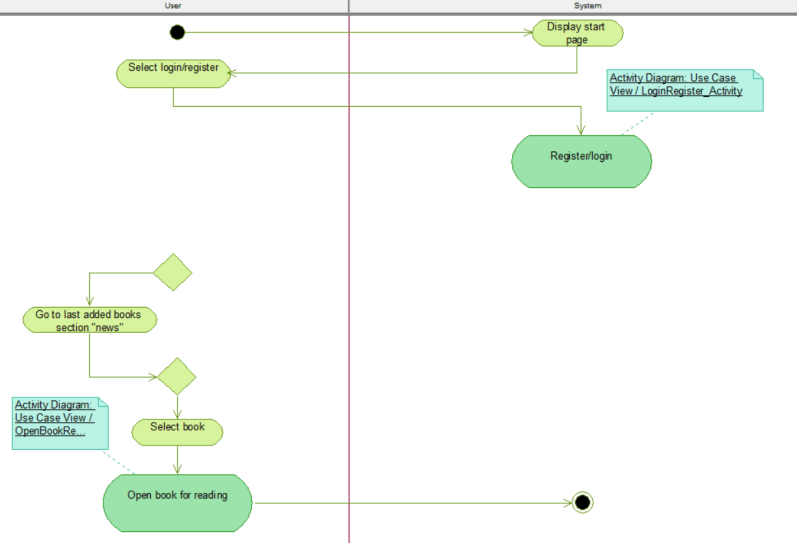 User
System
Display start
page
Select login/register
Activity Diagram: Use Case
View / LoginRegister_Activity
Register/login
Go to last added books
section "news"
Activity Diagram:
Use Case View /
OpenBookRe...
Select book
Open book for reading